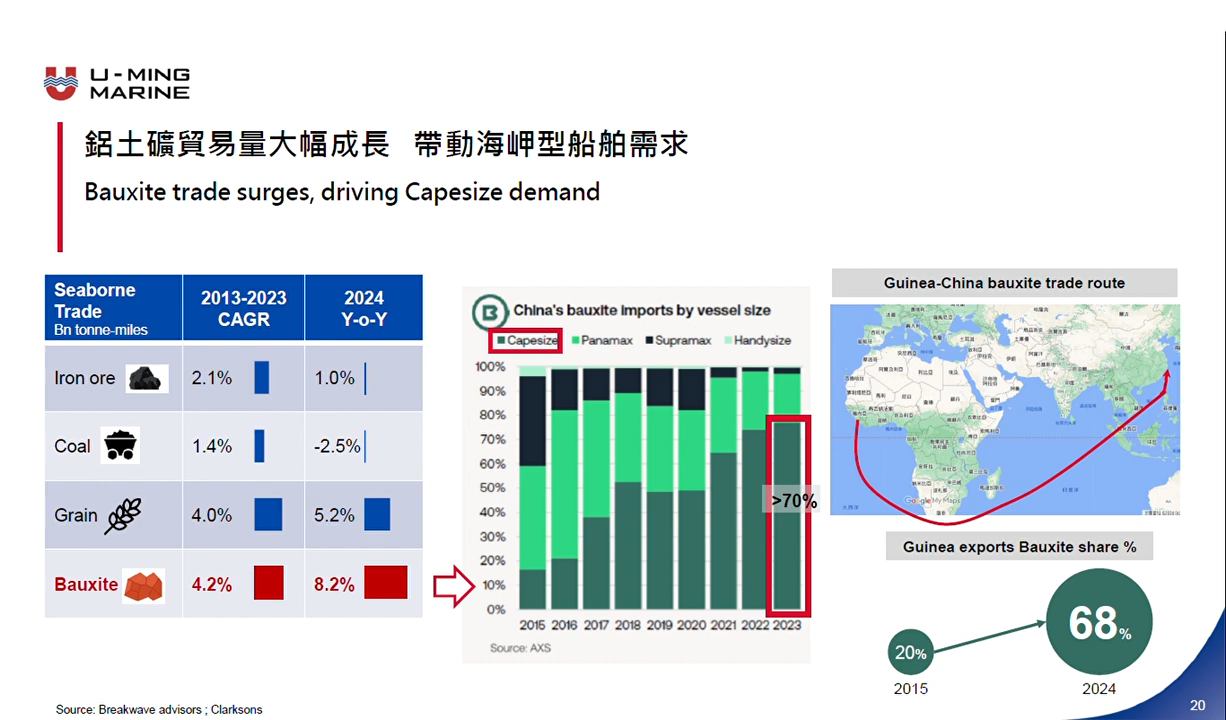 U-MING
MARINE
鋁土礦貿易量大幅成長 帶動海岬型船舶需求
Bauxite trade surges, driving Capesize demand
Seaborne
Trade
Bn tonne-miles
2013-2023
CAGR
2024
Y-o-Y
Iron ore 2.1% 1.0%
Coal 1.4% -2.5%
Grain 4.0% 5.2%
Bauxite 4.2% 8.2%
B China's bauxite imports by vessel size
Capesize Panamax Supramax Handysize
100%
90%
80%
70%
60%
50%
40%
30%
20%
10%
0%
>70%
2015 2016 2017 2018 2019 2020 2021 2022 2023
Source: AXS
Guinea-China bauxite trade route
Google My Maps
Guinea exports Bauxite share %
20%
68%
2015
2024
Source: Breakwave advisors ; Clarksons
20